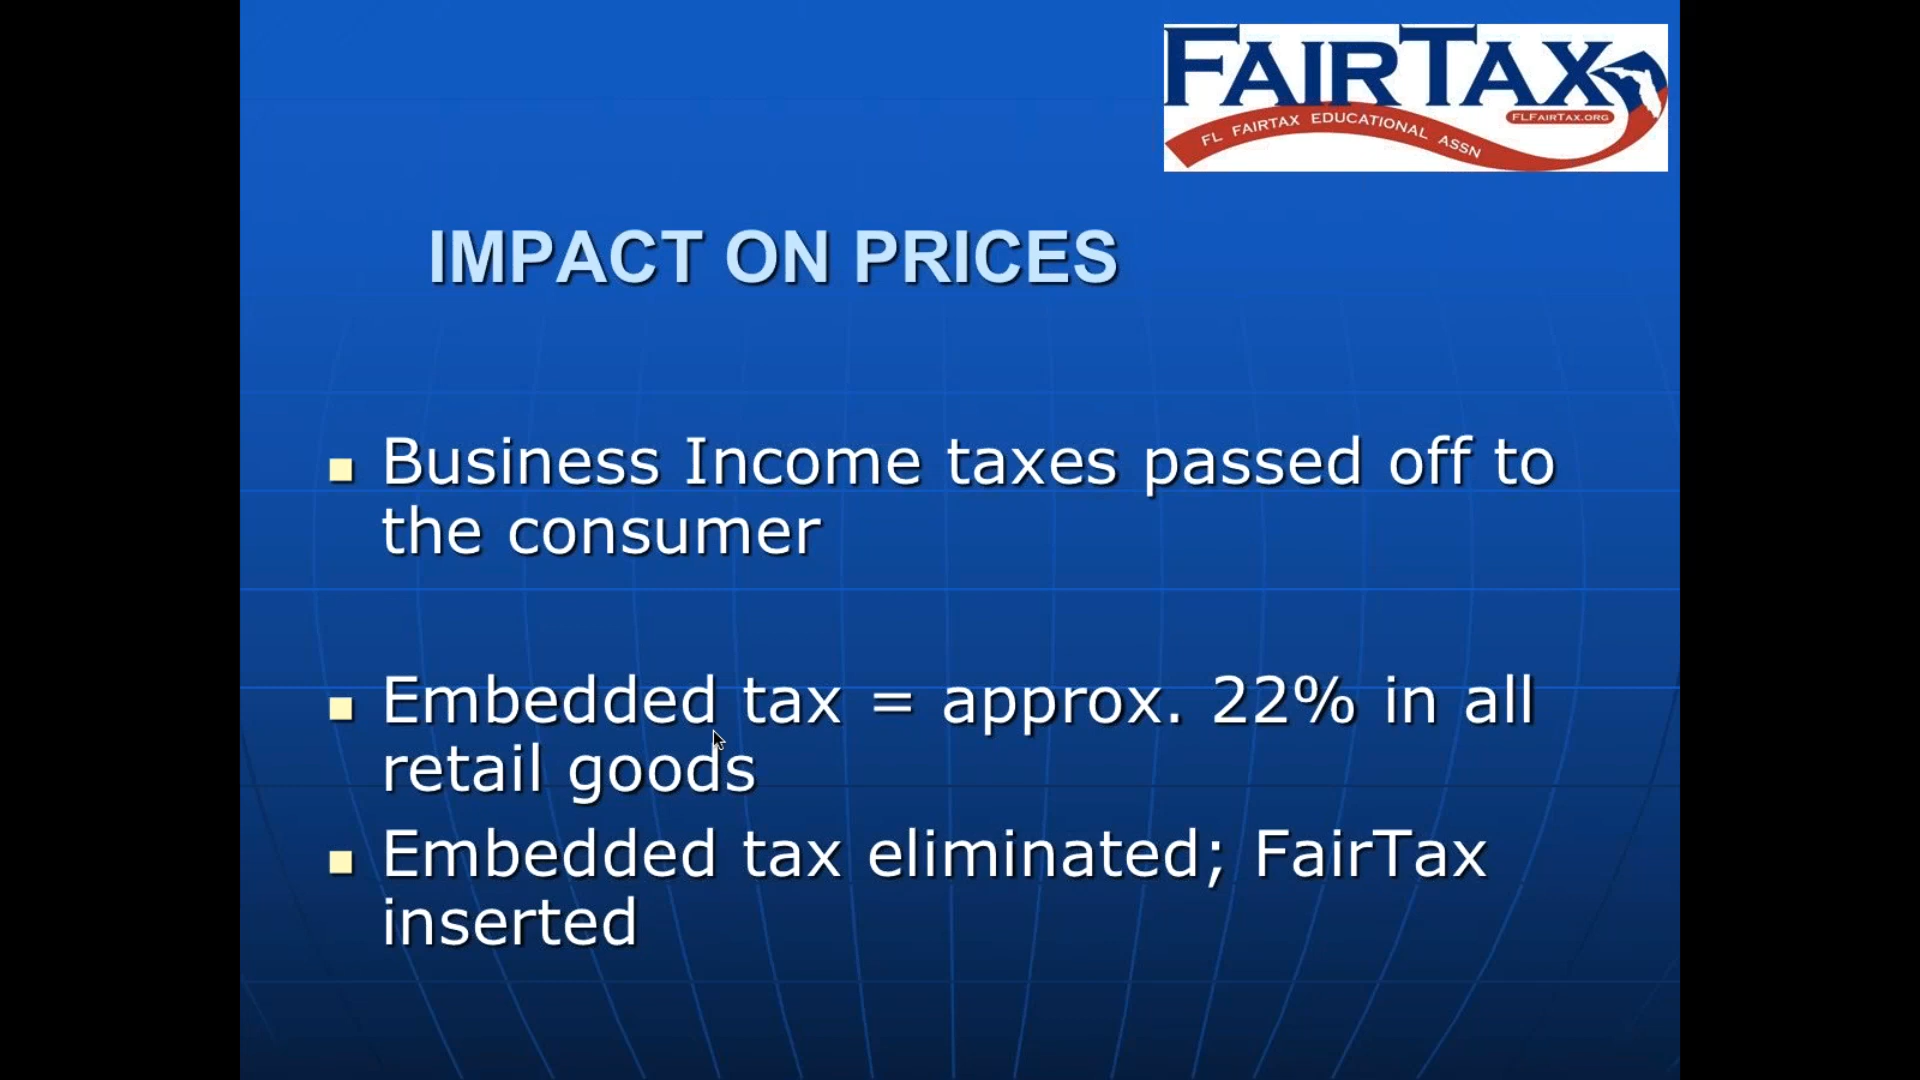 FAIRTAX
FLFAIRTAX.ORG
FL FAIRTAX EDUCATIONAL ASSN
IMPACT ON PRICES
Business Income taxes passed off to
the consumer
Embedded tax = approx. 22% in all
retail goods
Embedded tax eliminated; FairTax
inserted